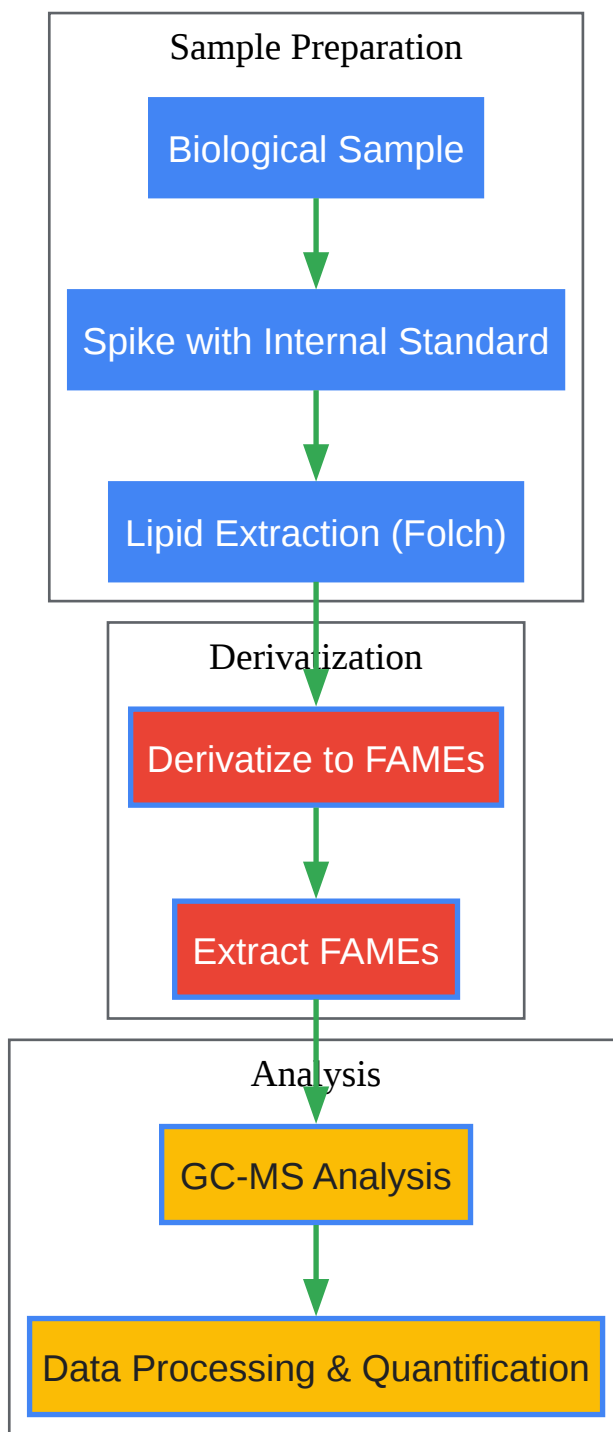 Sample Preparation
Biological Sample
Spike with Internal Standard
Lipid Extraction (Folch)
Derivatization
Derivatize to FAMEs
Extract FAMEs
Analysis
GC-MS Analysis
Data Processing & Quantification